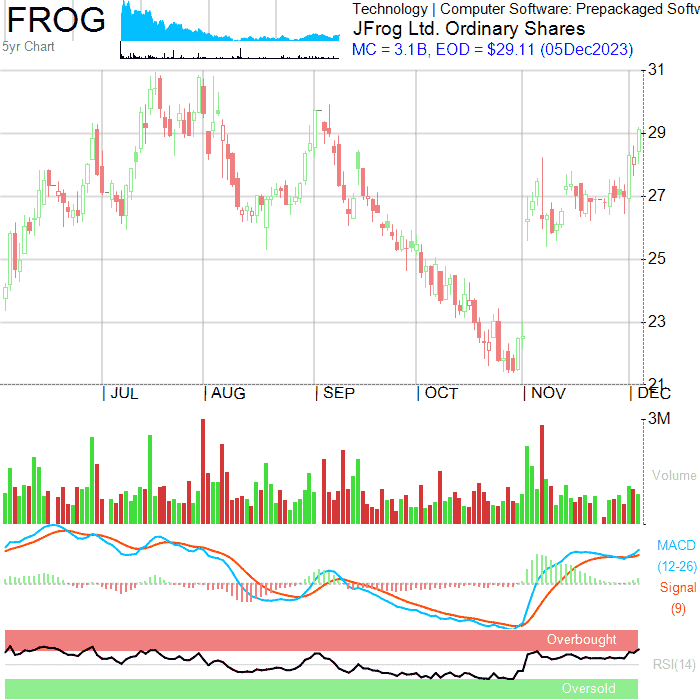 FROG
5yr Chart
Technology | Computer Software: Prepackaged Softw
JFrog Ltd. Ordinary Shares
MC = 3.1B, EOD = $29.11 (05Dec2023)
31
29
27
25
23
21
| JUL | AUG | SEP | OCT | NOV | DEC
3M
Volume
MACD
(12-26)
Signal
(9)
Overbought
RSI(14)
Oversold